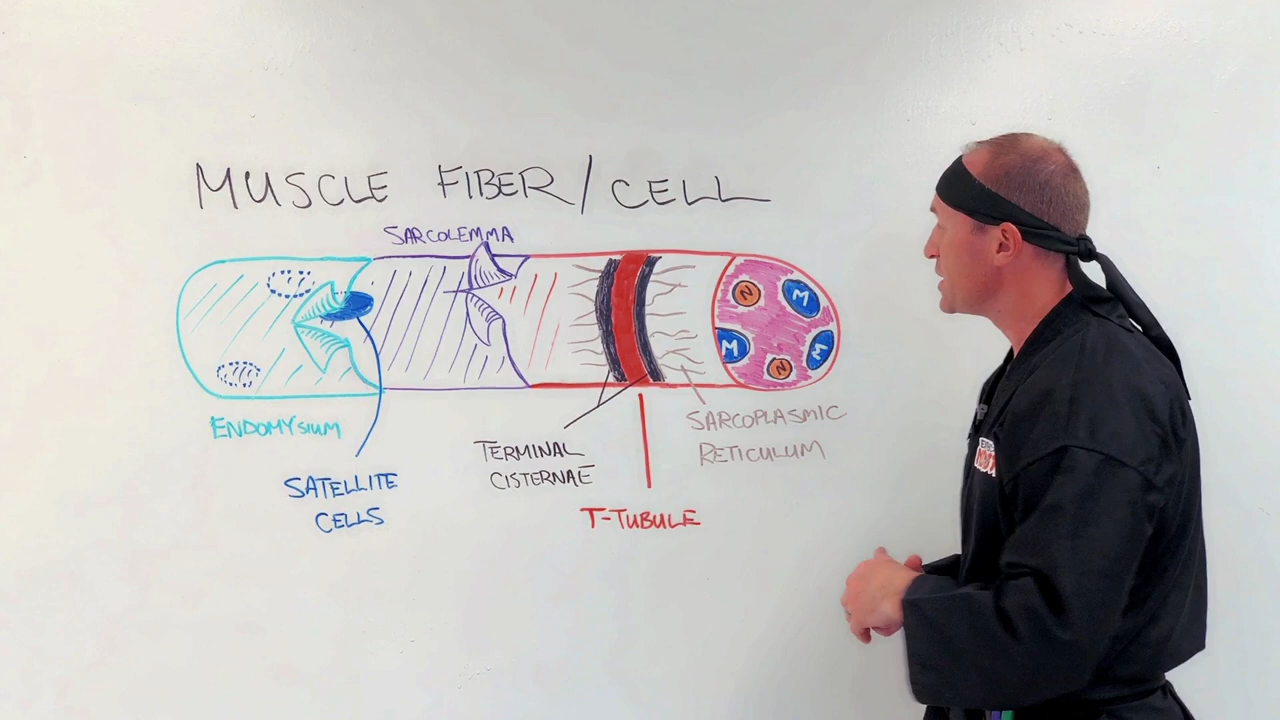 MUSCLE FIBER/CELL
SARCOLEMMA
N
M
M
M
N
ENDOMYSIUM
SATELLITE
CELLS
TERMINAL
CISTERNAE
T-TUBULE
SARCOPLASMIC
RETICULUM